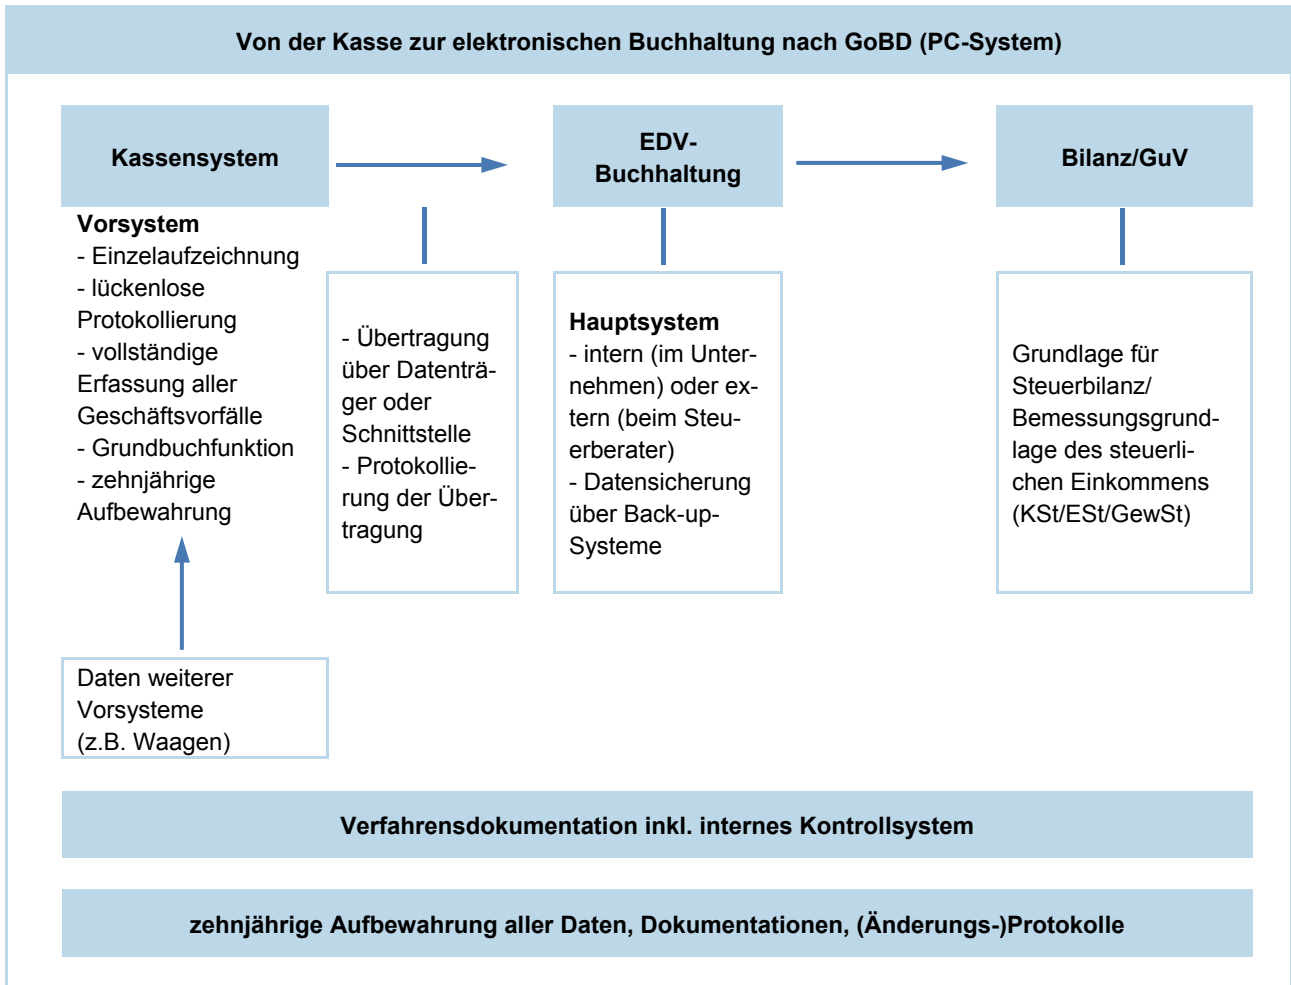 Von der Kasse zur elektronischen Buchhaltung nach GoBD (PC-System)
Kassensystem
EDV-
Buchhaltung
Bilanz/GuV
Vorsystem
- Einzelaufzeichnung
- lückenlose
Protokollierung
- vollständige
Erfassung aller
Geschäftsvorfälle
- Grundbuchfunktion
- zehnjährige
Aufbewahrung
- Übertragung
über Datenträ-
ger oder
Schnittstelle
- Protokollie-
rung der Über-
tragung
Hauptsystem
- intern (im Unter-
nehmen) oder ex-
tern (beim Steu-
erberater)
- Datensicherung
über Back-up-
Systeme
Grundlage für
Steuerbilanz/
Bemessungsgrund-
lage des steuerli-
chen Einkommens
(KSt/ESt/GewSt)
Daten weiterer
Vorsysteme
(z.B. Waagen)
Verfahrensdokumentation inkl. internes Kontrollsystem
zehnjährige Aufbewahrung aller Daten, Dokumentationen, (Änderungs-)Protokolle